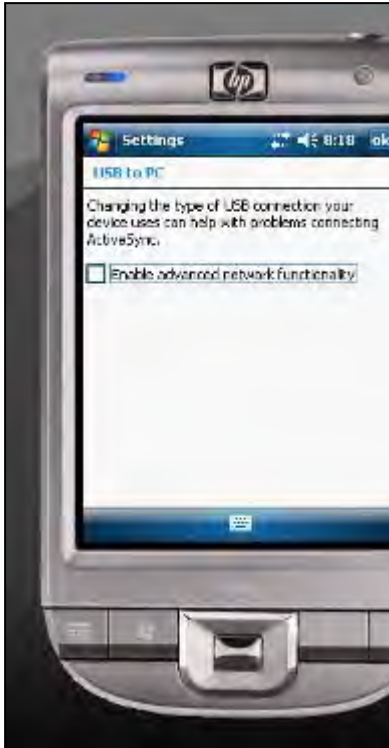 hp
Settings 8:18 ok
USB to PC
Changing the type of USB connection your
device uses can help with problems connecting
ActiveSync.
Enable advanced network functionality